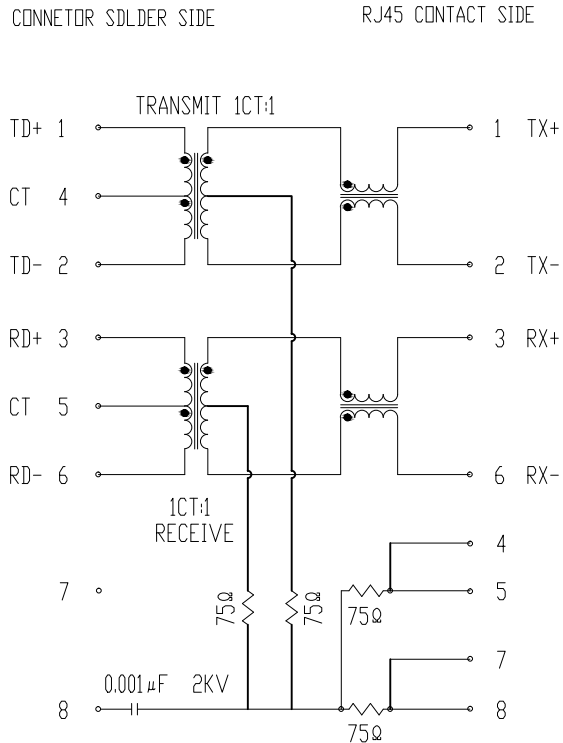 CONNETOR SOLDER SIDE
RJ45 CONTACT SIDE
TRANSMIT 1CT:1
TD+ 1
1 TX+
CT 4
TD- 2
2 TX-
RD+ 3
3 RX+
CT 5
RD- 6
6 RX-
1CT:1
RECEIVE
4
7
75Ω
75Ω
5
75Ω
7
0.001µF 2KV
8
8
75Ω